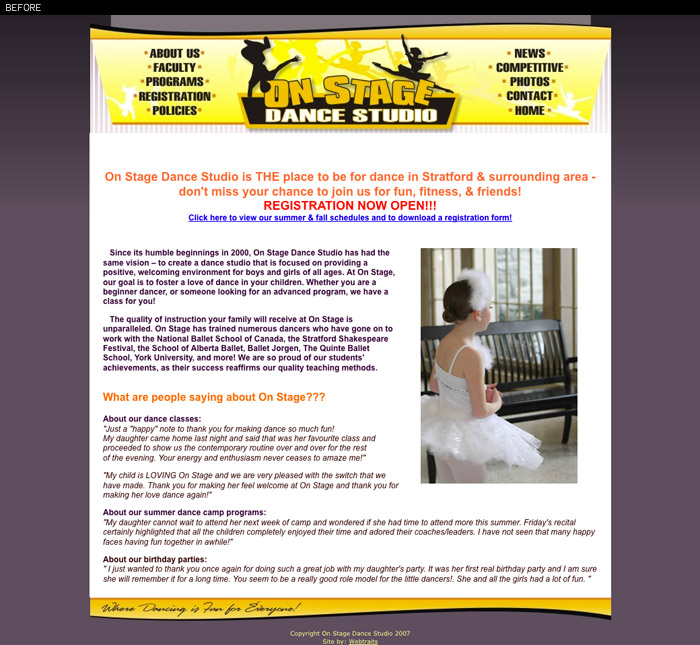 BEFORE
ABOUT US
FACULTY
PROGRAMS
REGISTRATION
POLICIES
ON STAGE
DANCE STUDIO
NEWS
COMPETITIVE
PHOTOS
CONTACT
HOME
On Stage Dance Studio is THE place to be for dance in Stratford & surrounding area -
don't miss your chance to join us for fun, fitness, & friends!
REGISTRATION NOW OPEN!!!
Click here to view our summer & fall schedules and to download a registration form!
Since its humble beginnings in 2000, On Stage Dance Studio has had the
same vision – to create a dance studio that is focused on providing a
positive, welcoming environment for boys and girls of all ages. At On Stage,
our goal is to foster a love of dance in your children. Whether you are a
beginner dancer, or someone looking for an advanced program, we have a
class for you!
The quality of instruction your family will receive at On Stage is
unparalleled. On Stage has trained numerous dancers who have gone on to
work with the National Ballet School of Canada, the Stratford Shakespeare
Festival, the School of Alberta Ballet, Ballet Jorgen, The Quinte Ballet
School, York University, and more! We are so proud of our students'
achievements, as their success reaffirms our quality teaching methods.
What are people saying about On Stage???
About our dance classes:
"Just a "happy" note to thank you for making dance so much fun!
My daughter came home last night and said that was her favourite class and
proceeded to show us the contemporary routine over and over for the rest
of the evening. Your energy and enthusiasm never ceases to amaze me!"
"My child is LOVING On Stage and we are very pleased with the switch that we
have made. Thank you for making her feel welcome at On Stage and thank you for
making her love dance again!"
About our summer dance camp programs:
"My daughter cannot wait to attend her next week of camp and wondered if she had time to attend more this summer. Friday's recital
certainly highlighted that all the children completely enjoyed their time and adored their coaches/leaders. I have not seen that many happy
faces having fun together in awhile!"
About our birthday parties:
" I just wanted to thank you once again for doing such a great job with my daughter's party. It was her first real birthday party and I am sure
she will remember it for a long time. You seem to be a really good role model for the little dancers!. She and all the girls had a lot of fun. "
Where Dancing is Fun for Everyone!
Copyright On Stage Dance Studio 2007
Site by: Webtraits